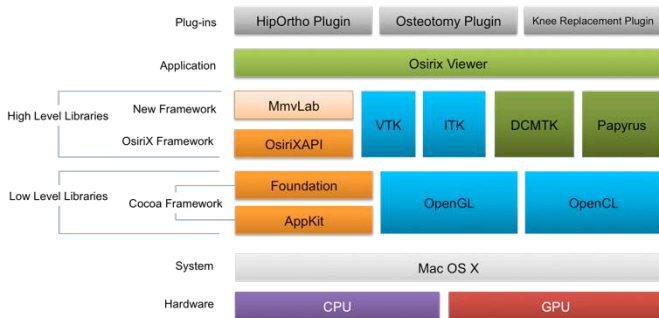 Plug-ins
HipOrtho Plugin
Osteotomy Plugin
Knee Replacement Plugin
Application
Osirix Viewer
High Level Libraries
New Framework
MmvLab
OsiriX Framework
OsiriXAPI
VTK
ITK
DCMTK
Papyrus
Low Level Libraries
Cocoa Framework
Foundation
AppKit
OpenGL
OpenCL
System
Mac OS X
Hardware
CPU
GPU